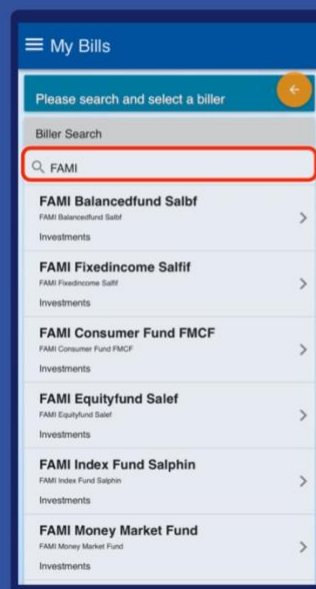 My Bills
Please search and select a biller
Biller Search
FAMI
FAMI Balancedfund Salbf
FAMI Balancedfund Salbf
Investments
FAMI Fixedincome Salfif
FAMI Fixedincome Salfif
Investments
FAMI Consumer Fund FMCF
FAMI Consumer Fund FMCF
Investments
FAMI Equityfund Salef
FAMI Equityfund Salef
Investments
FAMI Index Fund Salphin
FAMI Index Fund Salphin
Investments
FAMI Money Market Fund
FAMI Money Market Fund
Investments